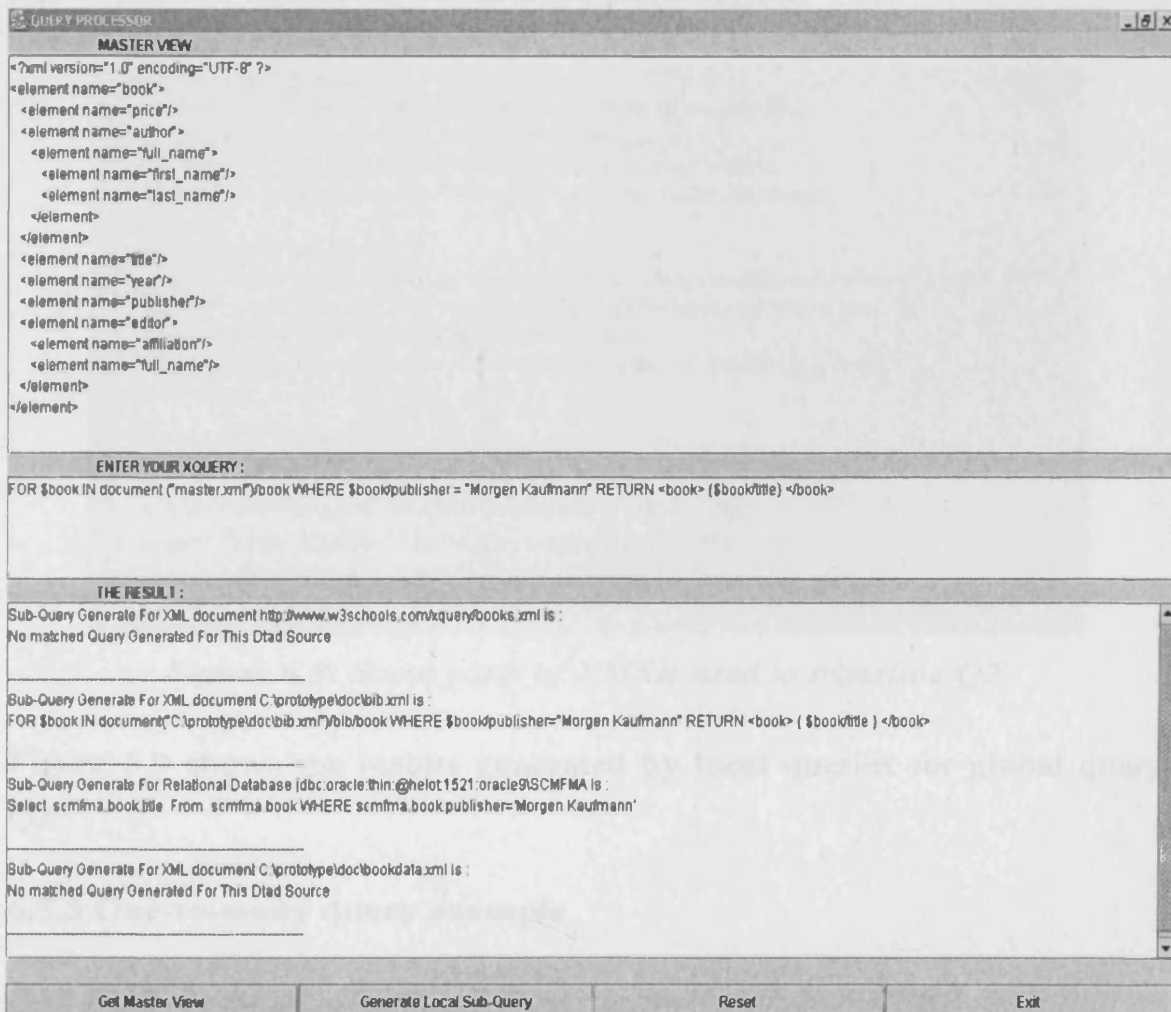 QUERY PROCESSOR
MASTER VIEW
<?xml version="1.0" encoding="UTF-8" ?>
<element name="book">
<element name="price"/>
<element name="author">
<element name="full_name">
<element name="first_name"/>
<element name="last_name"/>
</element>
</element>
<element name="title"/>
<element name="year"/>
<element name="publisher"/>
<element name="editor">
<element name="affiliation"/>
<element name="full_name"/>
</element>
</element>
ENTER YOUR XQUERY :
FOR $book IN document ("master.xml")/book WHERE $book/publisher = "Morgen Kaufmann" RETURN <book> {$book/title} </book>
THE RESULT :
Sub-Query Generate For XML document http://www.w3schools.com/xquery/books.xml is :
No matched Query Generated For This Dtad Source
Sub-Query Generate For XML document C:\prototype\doc\bib.xml is :
FOR $book IN document("C:\prototype\doc\bib.xml")/bib/book WHERE $book/publisher="Morgen Kaufmann" RETURN <book> { $book/title } </book>
Sub-Query Generate For Relational Database jdbc:oracle:thin:@helot:1521:oracle9\SCMFMA is :
Select scmfma.book.title From scmfma.book WHERE scmfma.book.publisher='Morgen Kaufmann'
Sub-Query Generate For XML document C:\prototype\doc\bookdata.xml is :
No matched Query Generated For This Dtad Source
Get Master View
Generate Local Sub-Query
Reset
Exit